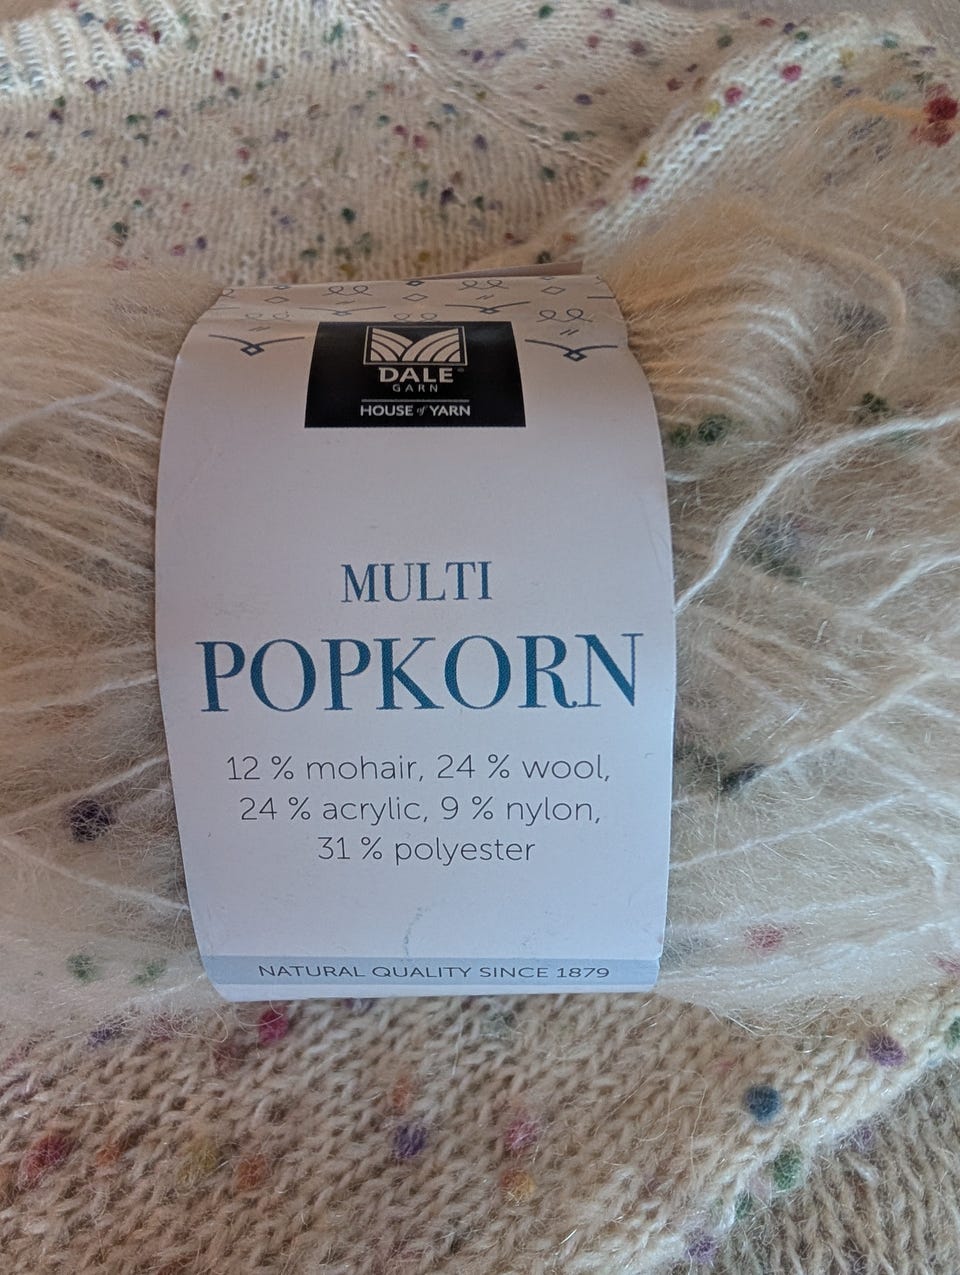 DALE®
GARN
HOUSE of YARN
MULTI
POPKORN
12 % mohair, 24 % wool,
24 % acrylic, 9 % nylon,
31 % polyester
NATURAL QUALITY SINCE 1879